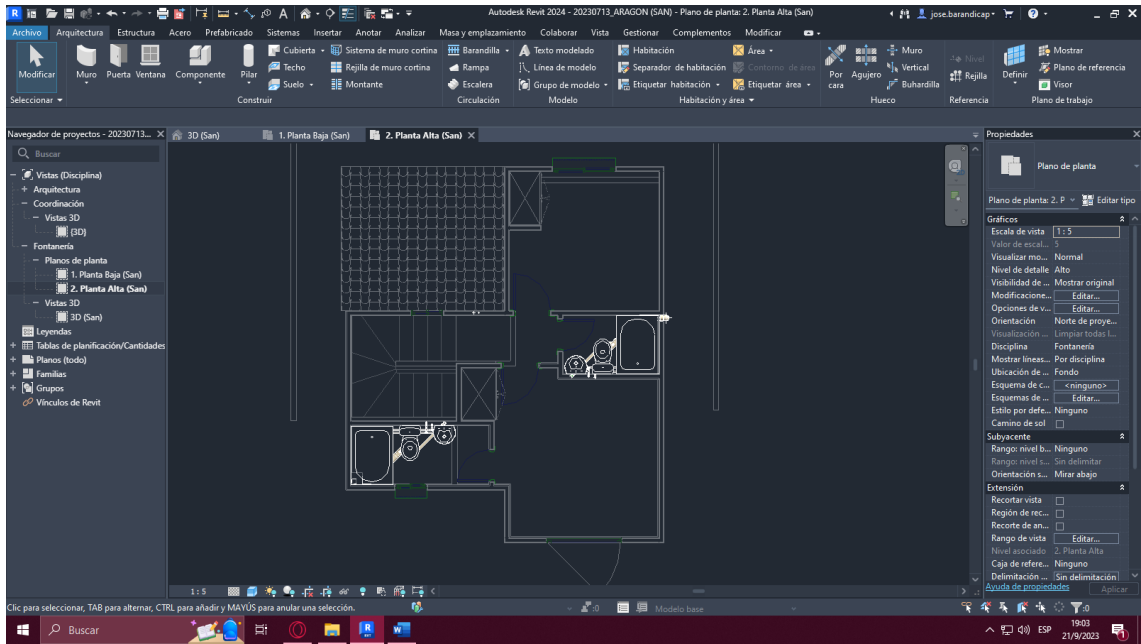 Autodesk Revit 2024 - 20230713_ARAGON (SAN) - Plano de planta: 2. Planta Alta (San)
jose.barandicap
Archivo Arquitectura Estructura Acero Prefabricado Sistemas Insertar Anotar Analizar Masa y emplazamiento Colaborar Vista Gestionar Complementos Modificar
Cubierta Sistema de muro cortina Barandilla Texto modelado Habitación Área Muro Nivel Mostrar
Techo Rejilla de muro cortina Rampa Línea de modelo Separador de habitación Contorno de área Vertical Rejilla Plano de referencia
Suelo Montante Escalera Grupo de modelo Etiquetar habitación Etiquetar área Buhardilla Visor
Modificar Muro Puerta Ventana Componente Pilar Por cara Agujero Definir
Seleccionar Construir Circulación Modelo Habitación y área Hueco Referencia Plano de trabajo
Navegador de proyectos - 20230713...
3D (San) 1. Planta Baja (San) 2. Planta Alta (San)
Buscar
Vistas (Disciplina)
Arquitectura
Coordinación
Vistas 3D
{3D}
Fontanería
Planos de planta
1. Planta Baja (San)
2. Planta Alta (San)
Vistas 3D
3D (San)
Leyendas
Tablas de planificación/Cantidades
Planos (todo)
Familias
Grupos
Vínculos de Revit
Propiedades
Plano de planta
Plano de planta: 2. P Editar tipo
Gráficos
Escala de vista 1 : 5
Valor de escal... 5
Visualizar mo... Normal
Nivel de detalle Alto
Visibilidad de ... Mostrar original
Modificacione... Editar...
Opciones de v... Editar...
Orientación Norte de proye...
Visualización ... Limpiar todas l...
Disciplina Fontanería
Mostrar líneas... Por disciplina
Ubicación de ... Fondo
Esquema de c... <ninguno>
Esquemas de ... Editar...
Estilo por defe... Ninguno
Camino de sol
Subyacente
Rango: nivel b... Ninguno
Rango: nivel s... Sin delimitar
Orientación s... Mirar abajo
Extensión
Recortar vista
Región de rec...
Recorte de an...
Rango de vista Editar...
Nivel asociado 2. Planta Alta
Caja de refere... Ninguno
Delimitación ... Sin delimitación
Ayuda de propiedades Aplicar
1 : 5
Clic para seleccionar, TAB para alternar, CTRL para añadir y MAYÚS para anular una selección.
:0 Modelo base :0
Buscar
ESP
19:03
21/9/2023